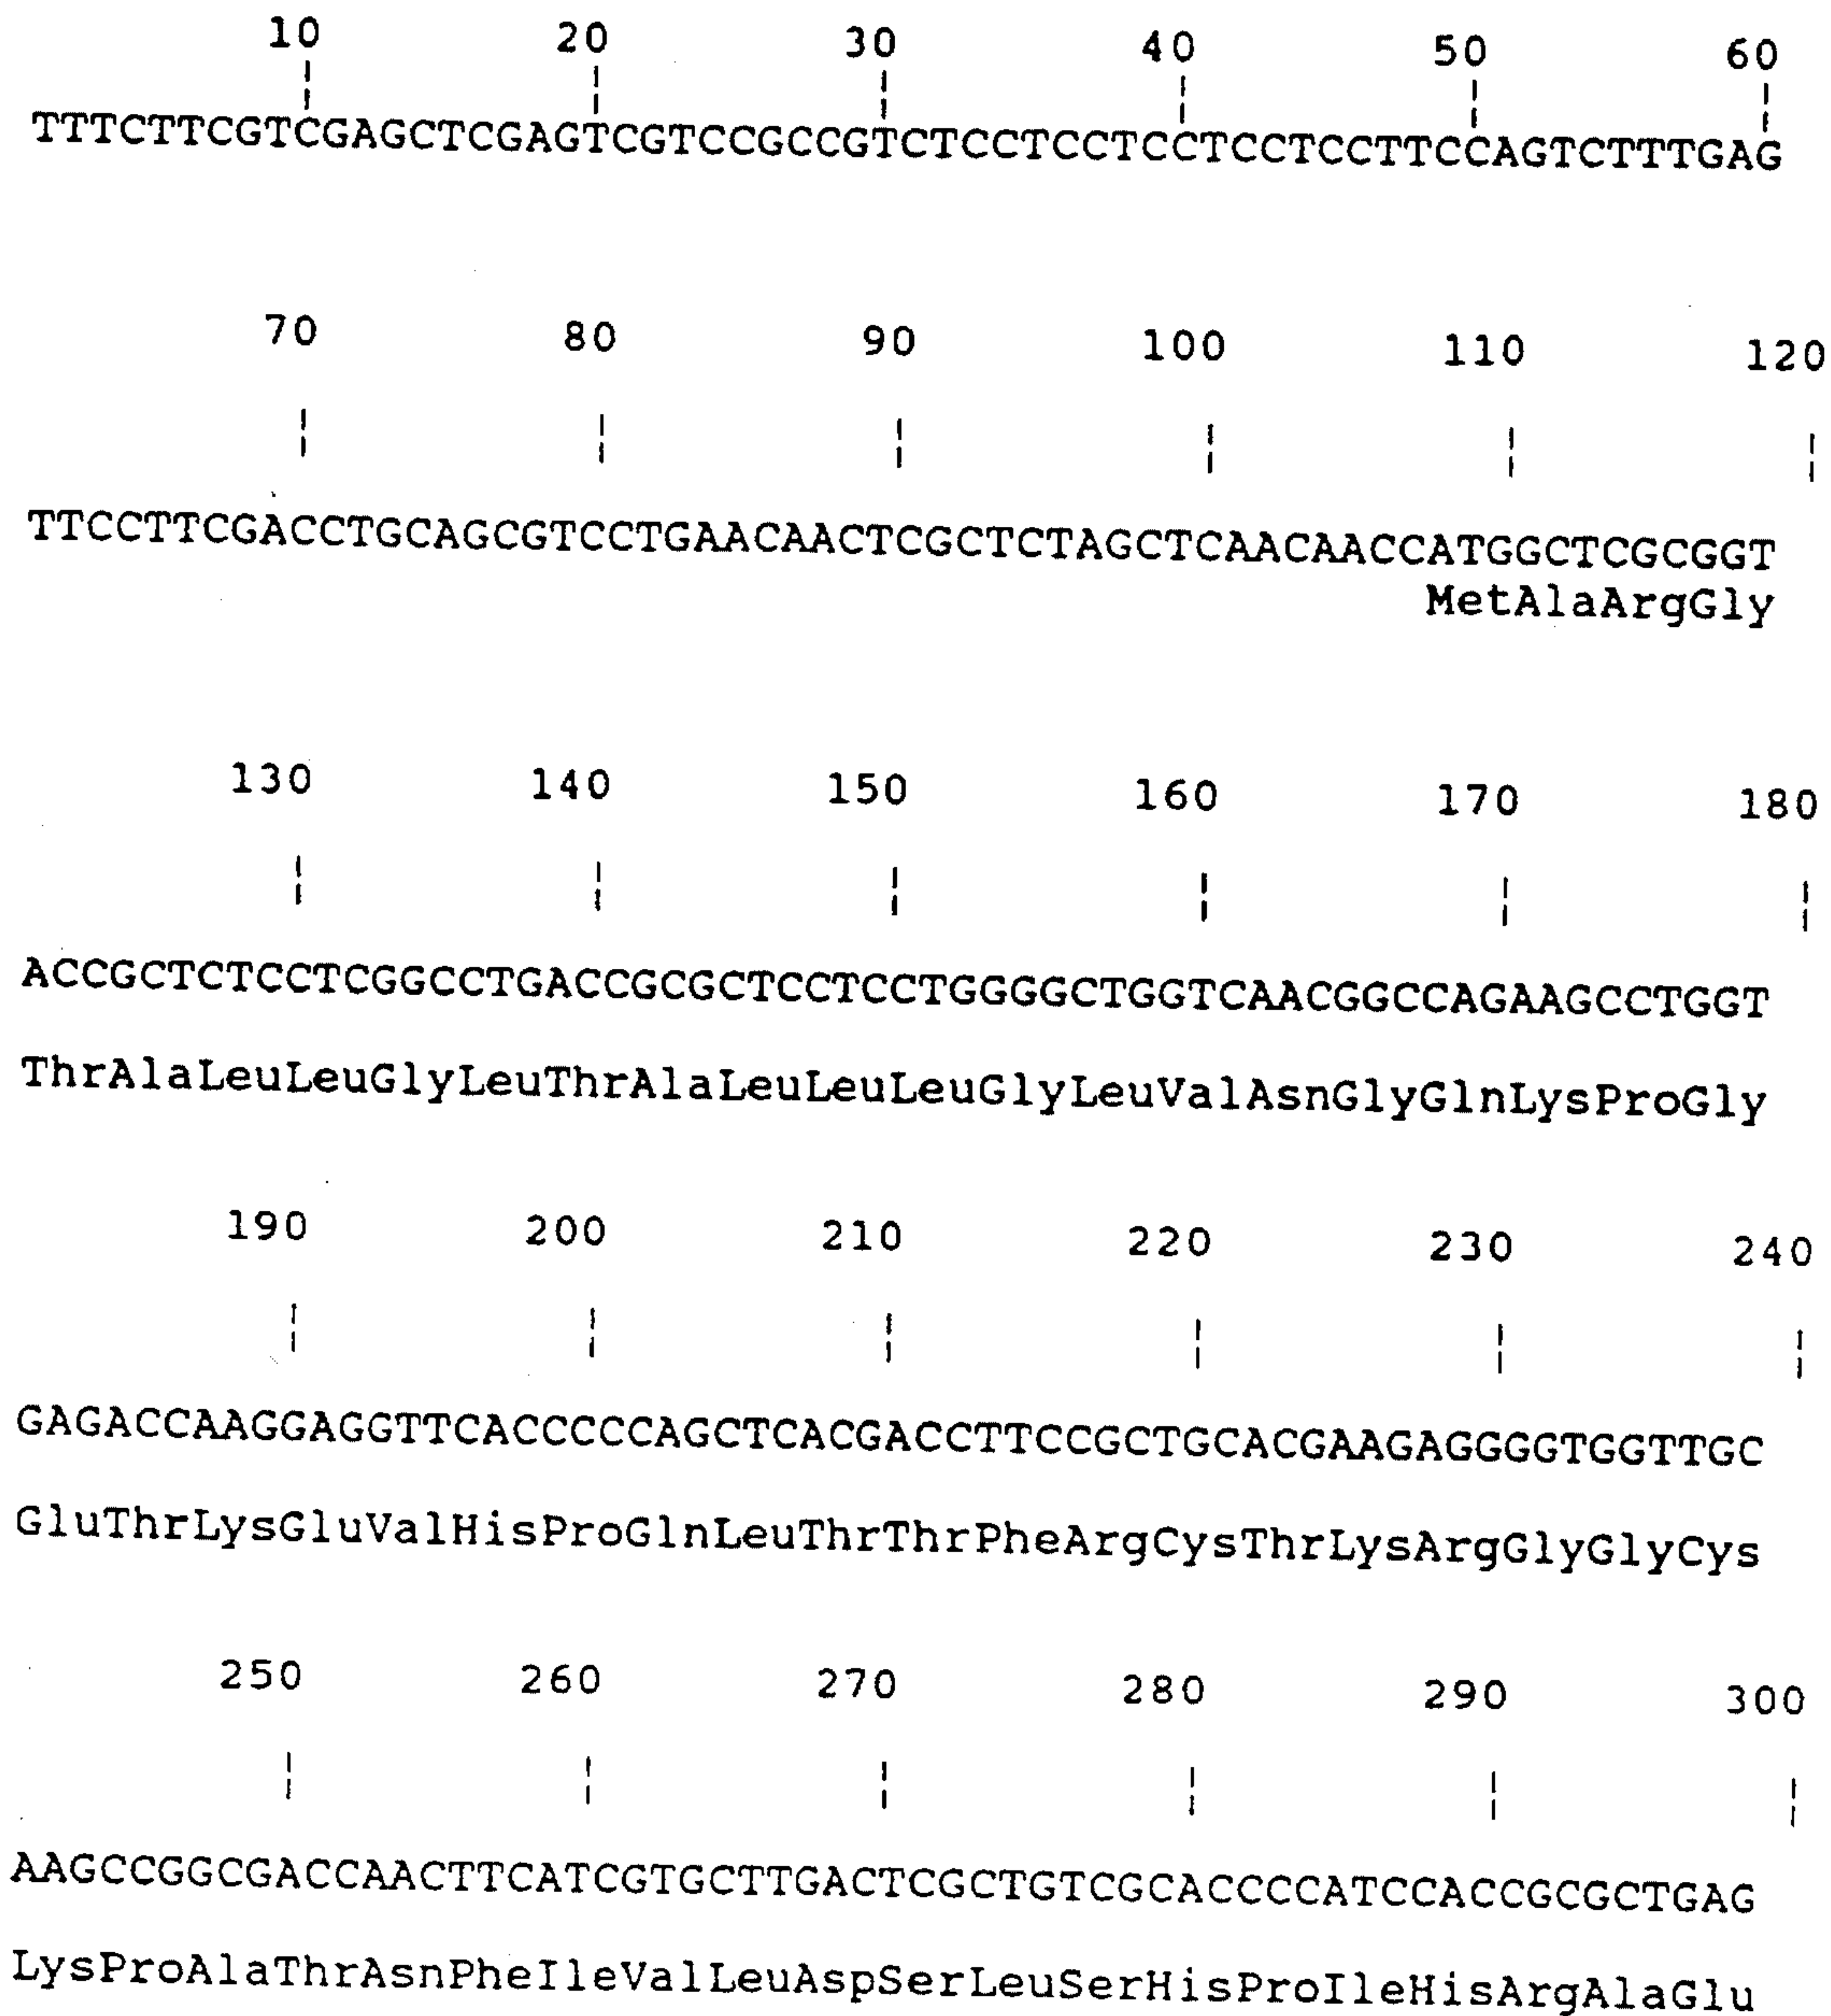 10 20 30 40 50 60
TTTCTTCGTCGAGCTCGAGTCGTCCGCCGTCTCCTCCTCCTCCTCCTTCCAGTCTTTGAG
70 80 90 100 110 120
TTCCTTCGACCTGCAGCGTCCTGAACAACTCGCTCTAGCTCAACAACCATGGCTCGCGGT
MetAlaArgGly
130 140 150 160 170 180
ACCGCTCTCCTCGGCCTGACCGCGCTCCTCCTGGGGCTGGTCAACGGCCAGAAGCCTGGT
ThrAlaLeuLeuGlyLeuThrAlaLeuLeuLeuGlyLeuValAsnGlyGlnLysProGly
190 200 210 220 230 240
GAGACCAAGGAGGTTCACCCCCAGCTCACGACCTTCCGCTGCACGAAGAGGGGTGGTTGC
GluThrLysGluValHisProGlnLeuThrThrPheArgCysThrLysArgGlyGlyCys
250 260 270 280 290 300
AAGCCGGCGACCAACTTCATCGTGCTTGACTCGCTGTCGCACCCCATCCACCGCGCTGAG
LysProAlaThrAsnPheIleValLeuAspSerLeuSerHisProIleHisArgAlaGlu